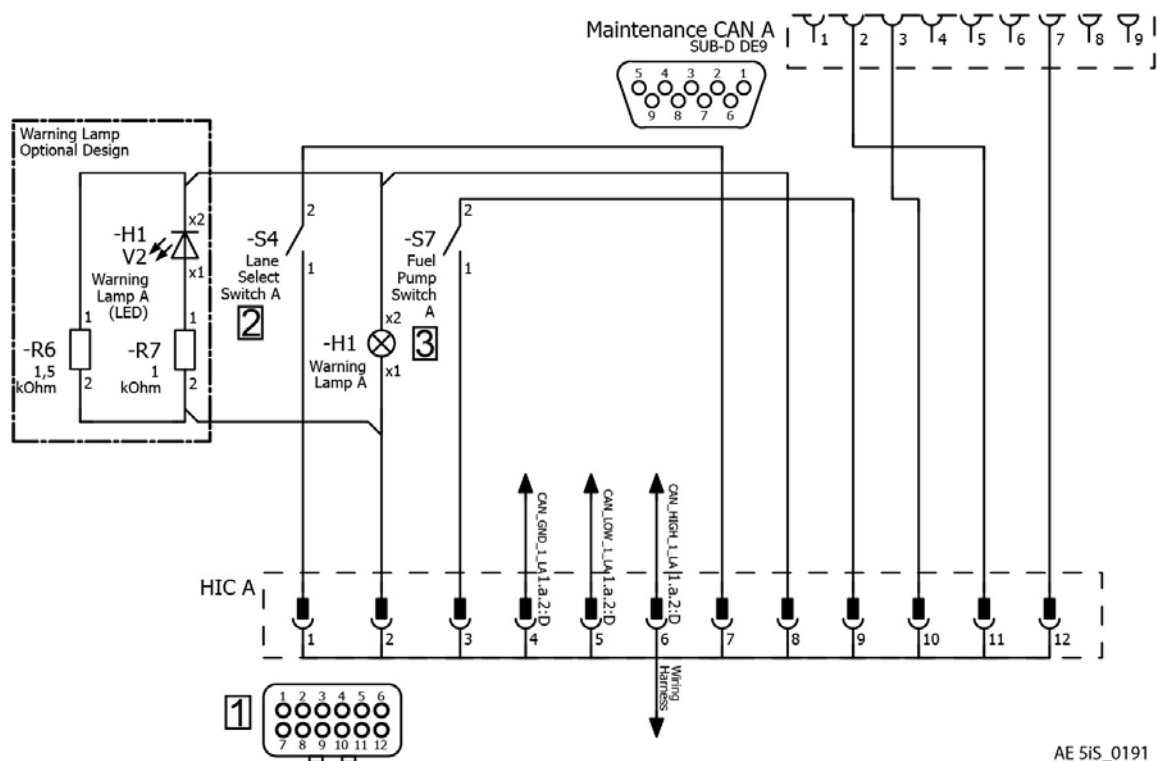 Maintenance CAN A
SUB-D DE9
1 2 3 4 5 6 7 8 9
5 4 3 2 1
9 8 7 6
Warning Lamp
Optional Design
-H1
V2
Warning
Lamp A
(LED)
x2
x1
-R6
1,5
kOhm
1
2
-R7
1
kOhm
1
2
-S4
Lane
Select
Switch A
2
1
2
-H1
Warning
Lamp A
x2
x1
-S7
Fuel
Pump
Switch
A
2
1
3
CAN_GND_1_LA 1.a.2:D
CAN_LOW_1_LA 1.a.2:D
CAN_HIGH_1_LA 1.a.2:D
HIC A
1 2 3 4 5 6 7 8 9 10 11 12
Wiring
Harness
1
1 2 3 4 5 6
7 8 9 10 11 12
AE 5iS_0191